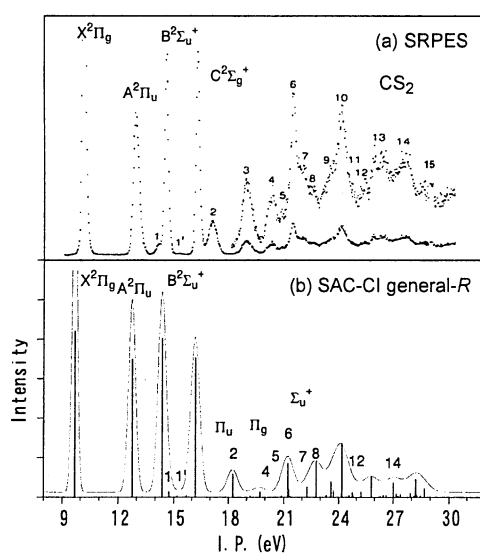 (a) SRPES
X²Πg
B²Σu⁺
C²Σg⁺
CS₂
A²Πu
6
10
13
14
7
9
8
11
12
15
3
4
5
2
1
1'
(b) SAC-CI general-R
X²Πg
A²Πu
B²Σu⁺
Πu
Πg
Σu⁺
1
1'
2
4
5
6
7
8
12
14
Intensity
9 12 15 18 21 24 27 30
I. P. (eV)